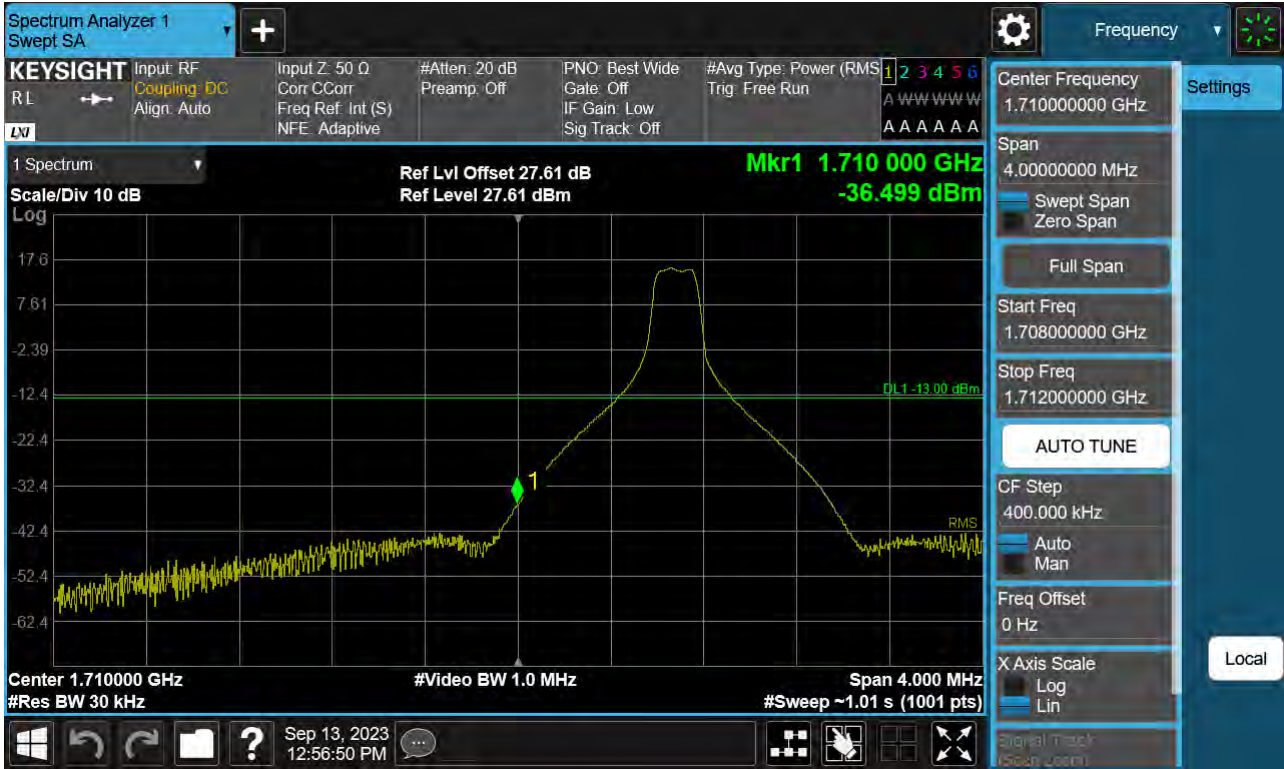 Spectrum Analyzer 1
Swept SA
Frequency
KEYSIGHT
R L
LXI
Input: RF
Coupling: DC
Align: Auto
Input Z: 50 Ω
Corr CCorr
Freq Ref: Int (S)
NFE: Adaptive
#Atten: 20 dB
Preamp: Off
PNO: Best Wide
Gate: Off
IF Gain: Low
Sig Track: Off
#Avg Type: Power (RMS
Trig: Free Run
1 2 3 4 5 6
A W W W W W
A A A A A A
1 Spectrum
Scale/Div 10 dB
Log
Ref Lvl Offset 27.61 dB
Ref Level 27.61 dBm
Mkr1 1.710 000 GHz
-36.499 dBm
17.6
7.61
-2.39
-12.4
-22.4
-32.4
-42.4
-52.4
-62.4
DL1 -13.00 dBm
1
RMS
Center 1.710000 GHz
#Video BW 1.0 MHz
Span 4.000 MHz
#Res BW 30 kHz
#Sweep ~1.01 s (1001 pts)
Center Frequency
1.710000000 GHz
Settings
Span
4.00000000 MHz
Swept Span
Zero Span
Full Span
Start Freq
1.708000000 GHz
Stop Freq
1.712000000 GHz
AUTO TUNE
CF Step
400.000 kHz
Auto
Man
Freq Offset
0 Hz
X Axis Scale
Log
Lin
Signal Track
(Span Zoom)
Local
?
Sep 13, 2023
12:56:50 PM